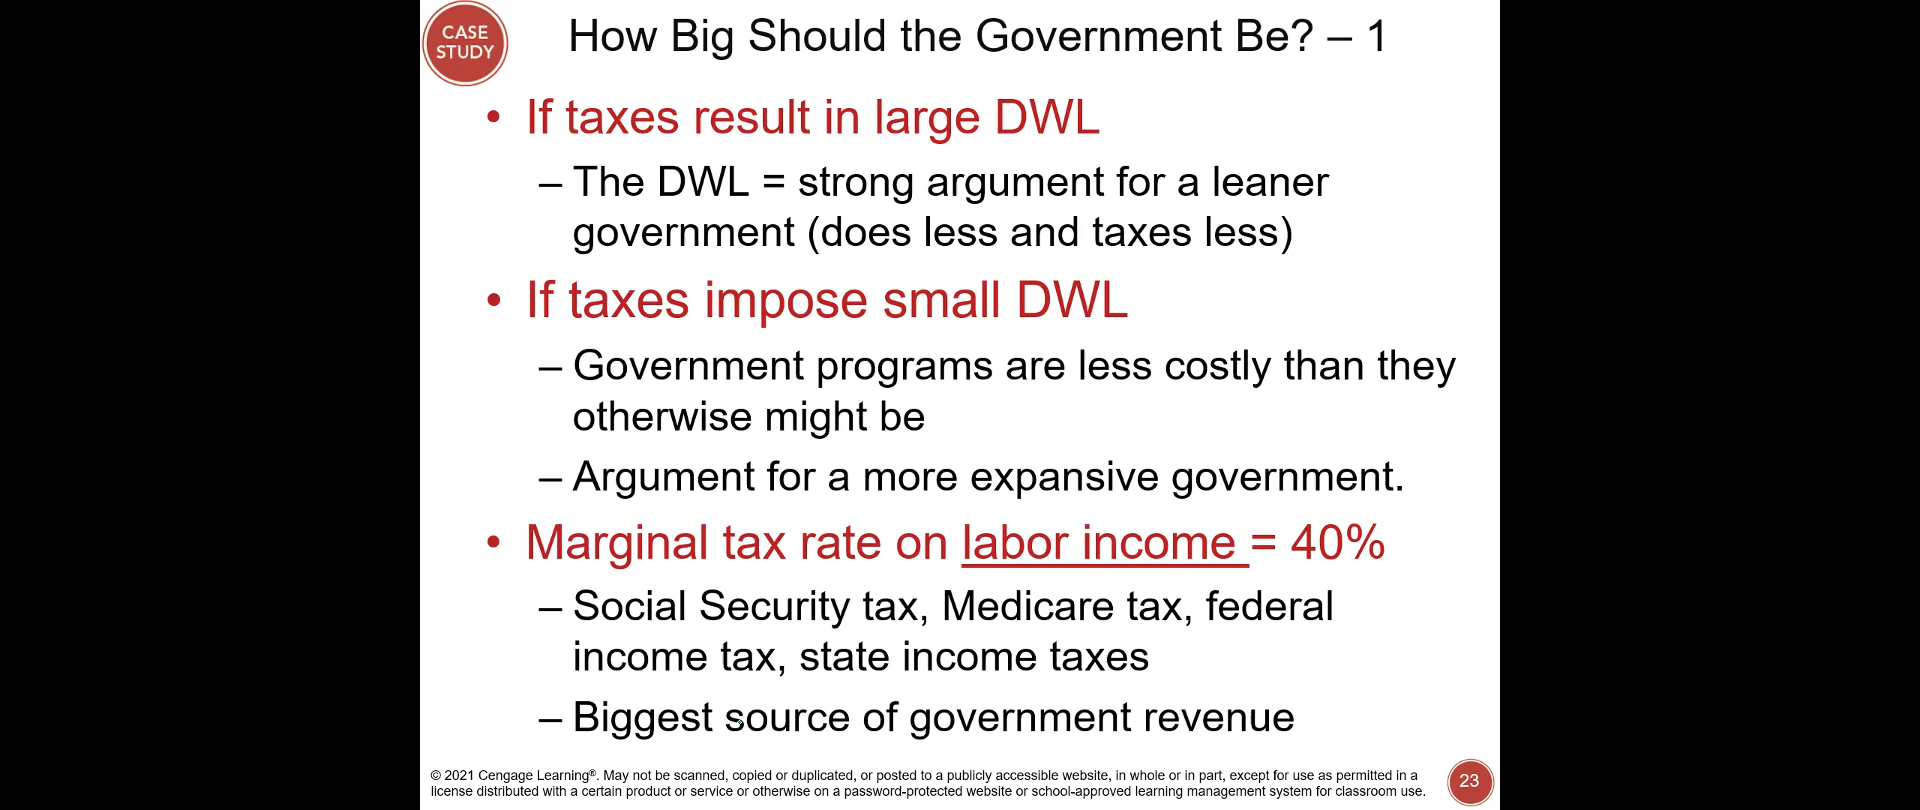 CASE
STUDY
How Big Should the Government Be? – 1
• If taxes result in large DWL
– The DWL = strong argument for a leaner
government (does less and taxes less)
• If taxes impose small DWL
– Government programs are less costly than they
otherwise might be
– Argument for a more expansive government.
• Marginal tax rate on labor income = 40%
– Social Security tax, Medicare tax, federal
income tax, state income taxes
– Biggest source of government revenue
© 2021 Cengage Learning®. May not be scanned, copied or duplicated, or posted to a publicly accessible website, in whole or in part, except for use as permitted in a
license distributed with a certain product or service or otherwise on a password-protected website or school-approved learning management system for classroom use.
23